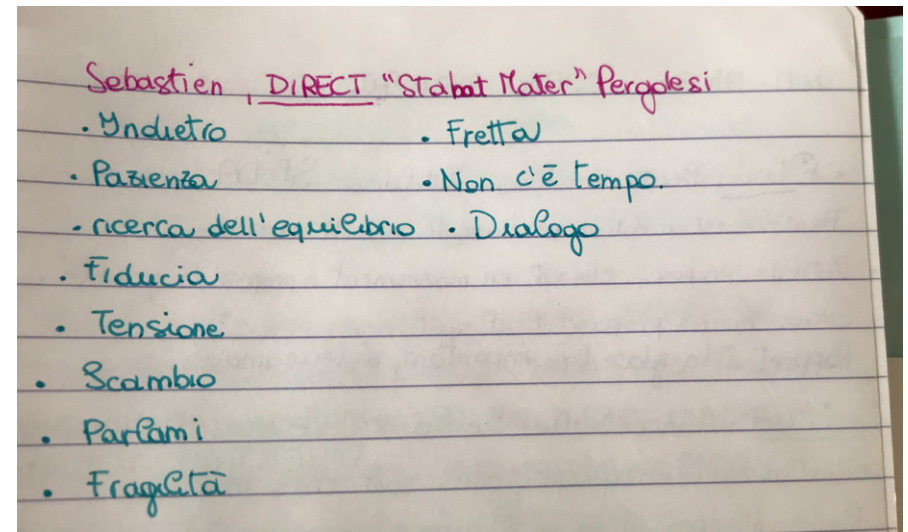 Sebastien, DIRECT "Stabat Mater" Pergolesi
• Indietro • Fretta
• Pazienza • Non c'è tempo.
• ricerca dell'equilibrio • Dialogo
• Fiducia
• Tensione
• Scambio
• Parlami
• Fragilità